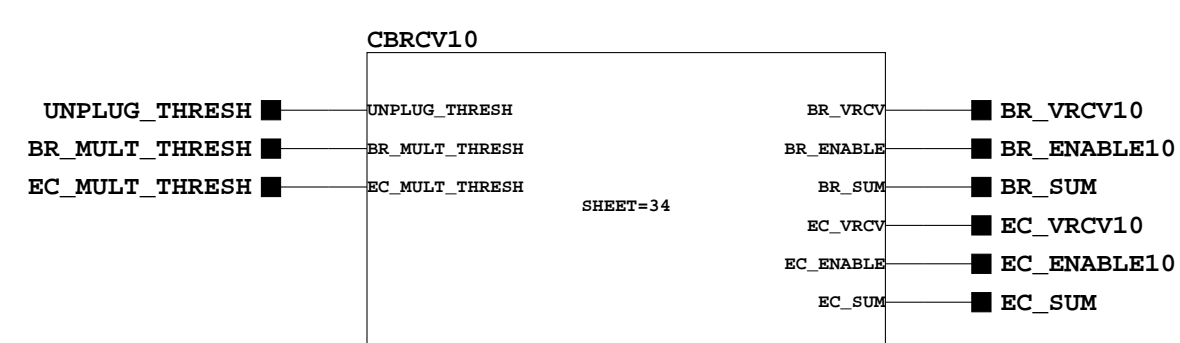 CBRCV10
UNPLUG_THRESH UNPLUG_THRESH BR_VRCV BR_VRCV10
BR_MULT_THRESH BR_MULT_THRESH BR_ENABLE BR_ENABLE10
EC_MULT_THRESH EC_MULT_THRESH BR_SUM BR_SUM
SHEET=34
EC_VRCV EC_VRCV10
EC_ENABLE EC_ENABLE10
EC_SUM EC_SUM